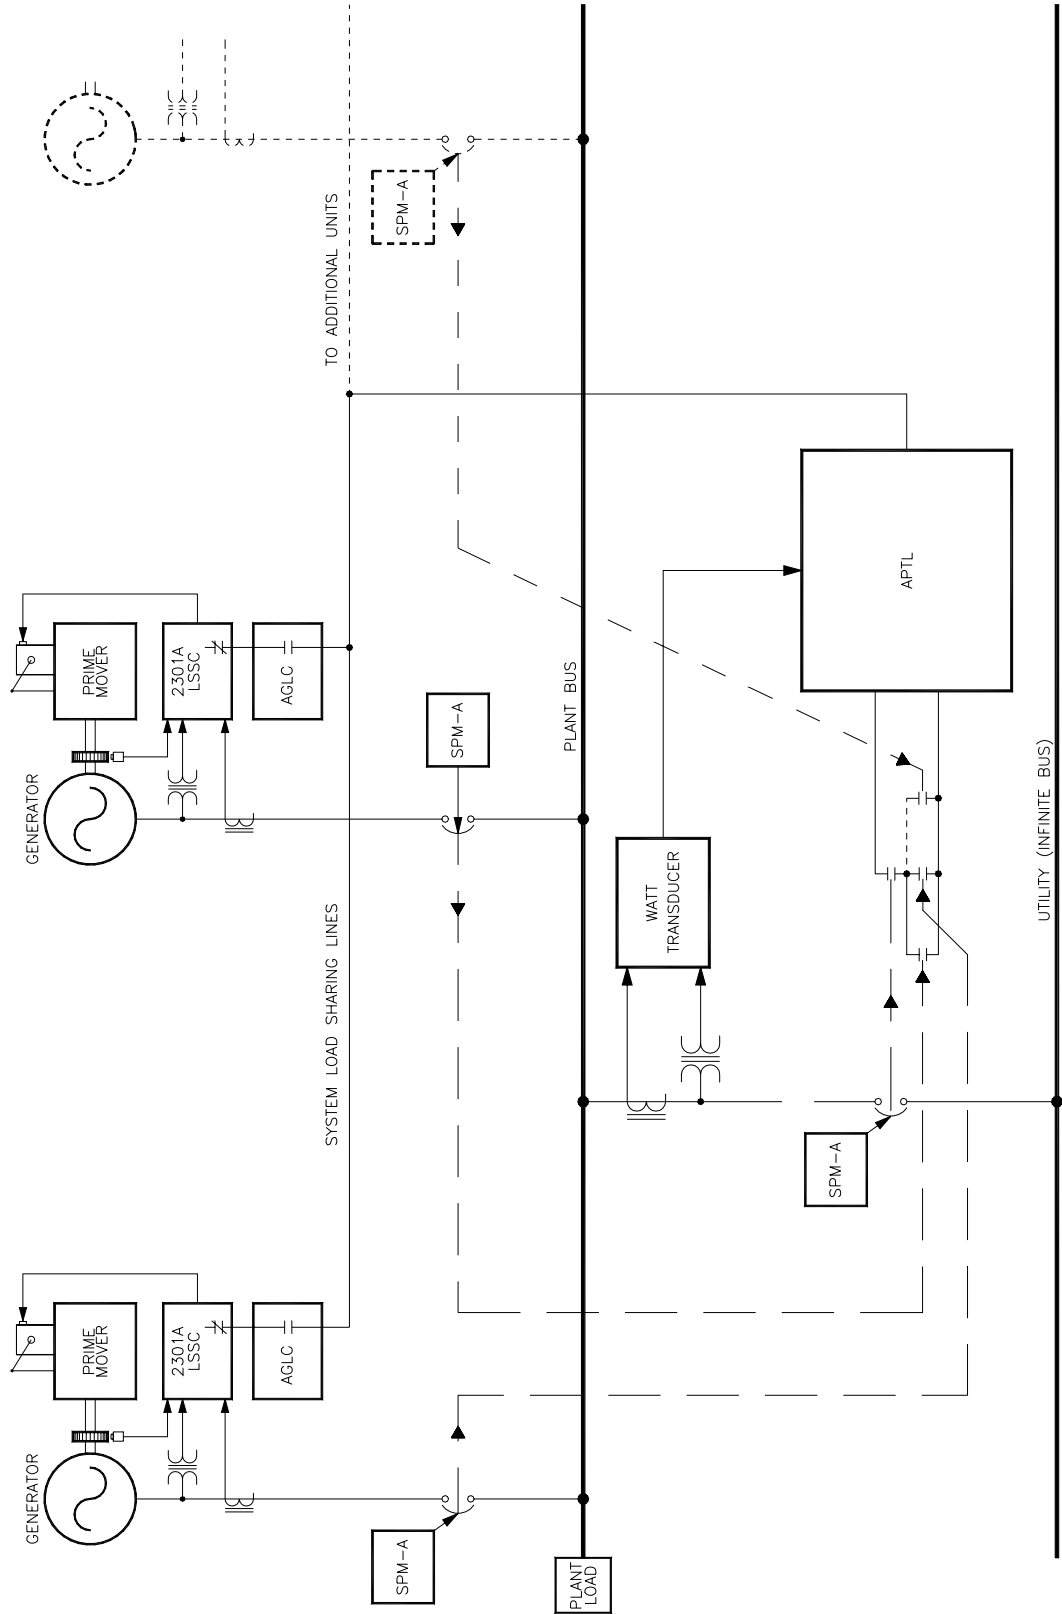 GENERATOR
PRIME
MOVER
2301A
LSSC
AGLC
SPM-A
PLANT
LOAD
SYSTEM LOAD SHARING LINES
GENERATOR
PRIME
MOVER
2301A
LSSC
AGLC
SPM-A
PLANT BUS
TO ADDITIONAL UNITS
SPM-A
WATT
TRANSDUCER
SPM-A
APTL
UTILITY (INFINITE BUS)